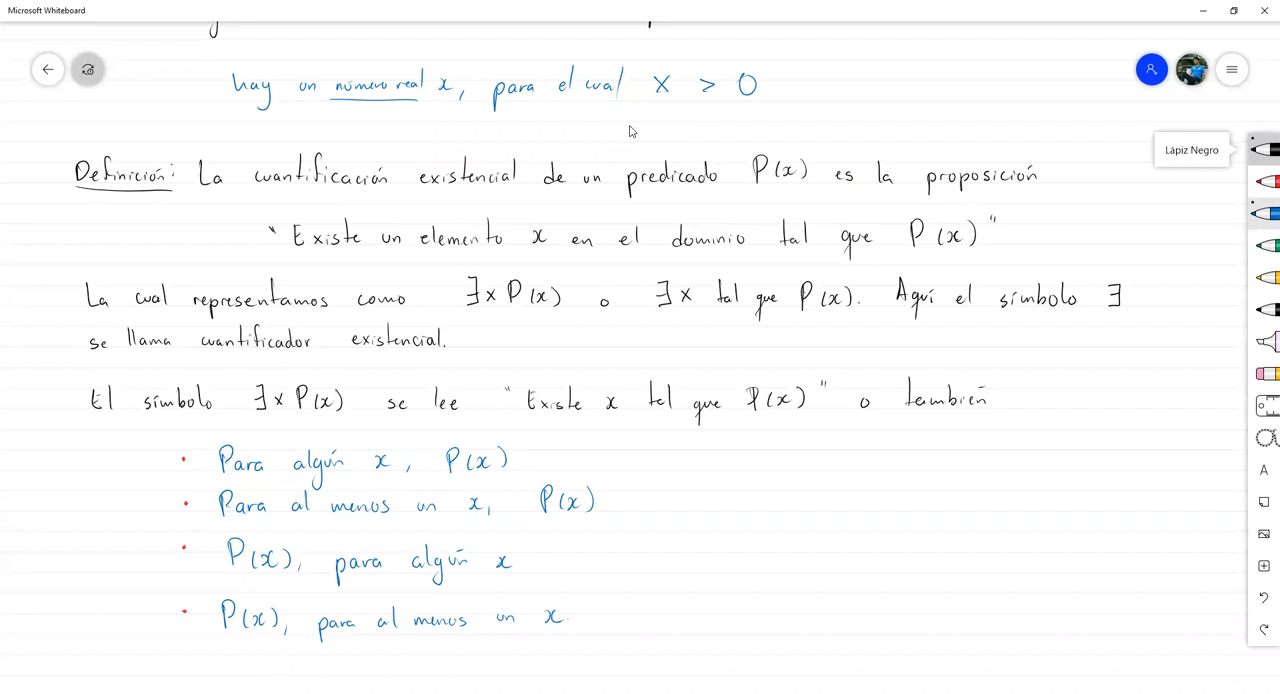 Microsoft Whiteboard
hay un número real x, para el cual X > 0
Lápiz Negro
Definición: La cuantificación existencial de un predicado P(x) es la proposición
" Existe un elemento x en el dominio tal que P(x) "
La cual representamos como ∃x P(x) o ∃x tal que P(x). Aquí el símbolo ∃
se llama cuantificador existencial.
El símbolo ∃x P(x) se lee " Existe x tal que P(x) " o también
• Para algún x, P(x)
• Para al menos un x, P(x)
• P(x), para algún x
• P(x), para al menos un x.
A